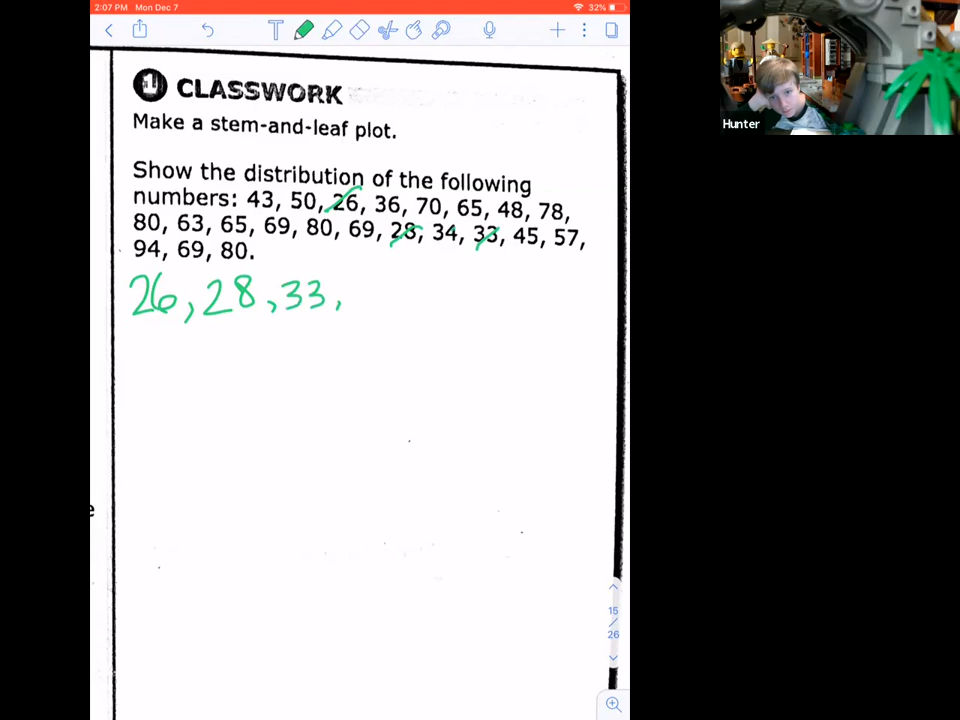 2:07 PM Mon Dec 7
32%
1 CLASSWORK
Make a stem-and-leaf plot.
Show the distribution of the following
numbers: 43, 50, 26, 36, 70, 65, 48, 78,
80, 63, 65, 69, 80, 69, 28, 34, 33, 45, 57,
94, 69, 80.
26, 28, 33,
15
/
26
Hunter